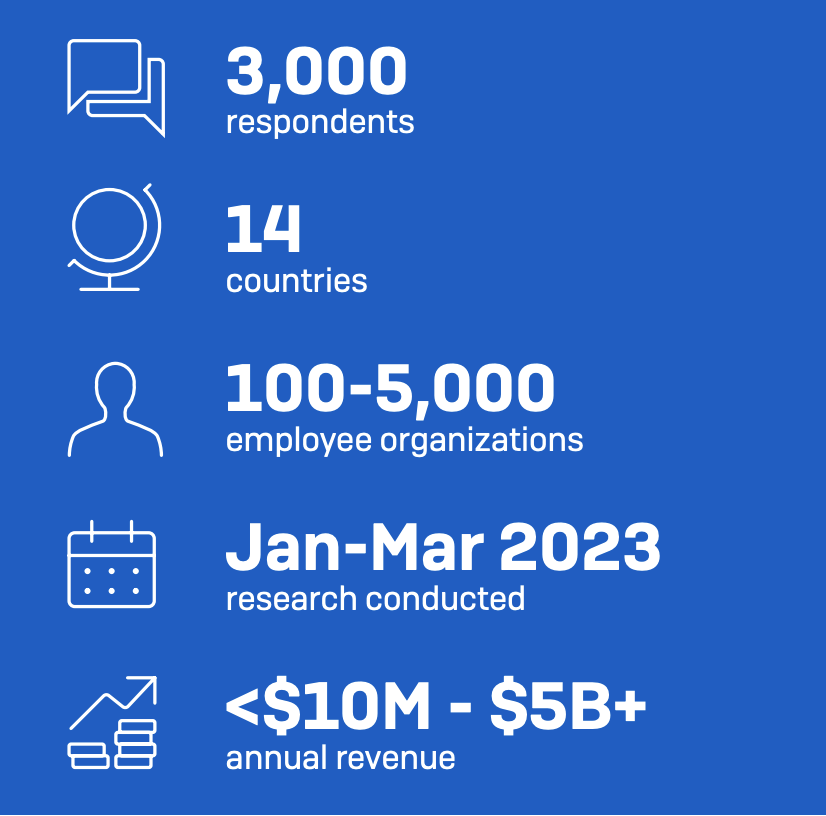 3,000
respondents
14
countries
100-5,000
employee organizations
Jan-Mar 2023
research conducted
<$10M - $5B+
annual revenue